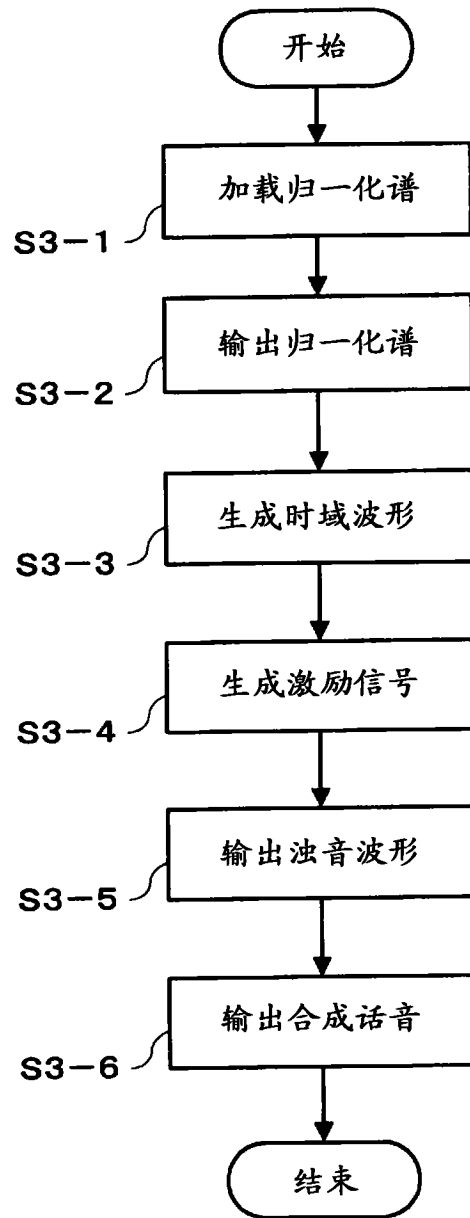 开始
加载归一化谱
S3-1
输出归一化谱
S3-2
生成时域波形
S3-3
生成激励信号
S3-4
输出浊音波形
S3-5
输出合成话音
S3-6
结束